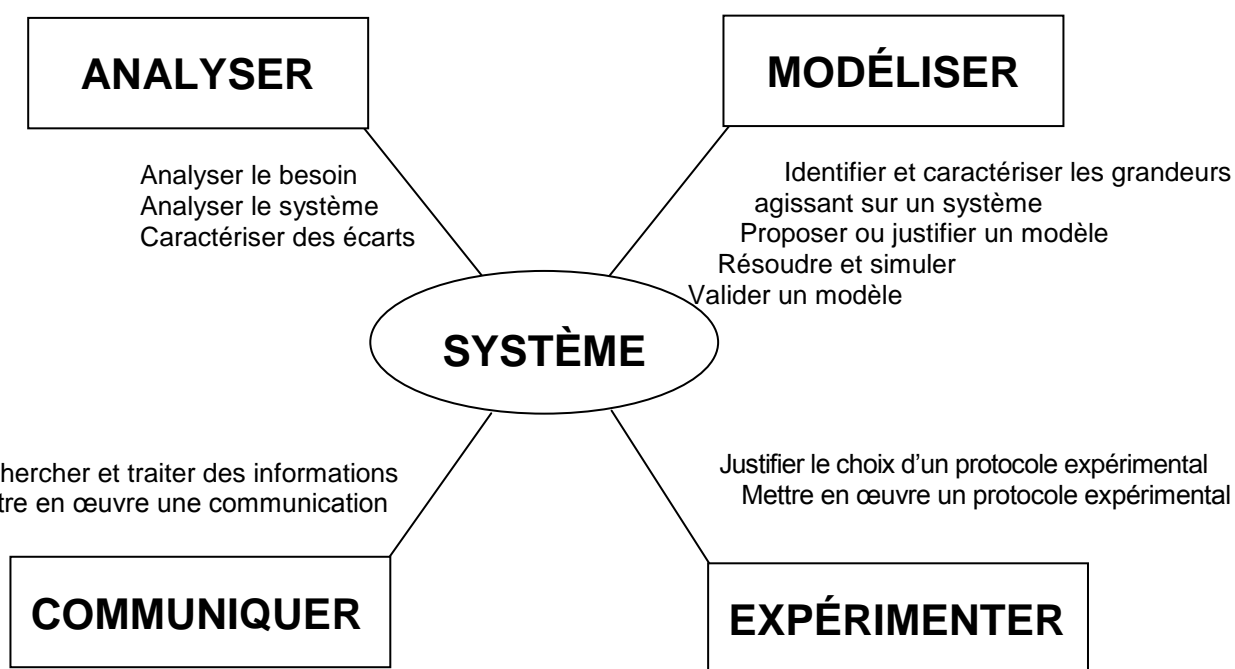 ANALYSER
MODÉLISER
Analyser le besoin
Analyser le système
Caractériser des écarts
Identifier et caractériser les grandeurs
agissant sur un système
Proposer ou justifier un modèle
Résoudre et simuler
Valider un modèle
SYSTÈME
et traiter des informations
en œuvre une communication
Justifier le choix d’un protocole expérimental
Mettre en œuvre un protocole expérimental
COMMUNIQUER
EXPÉRIMENTER